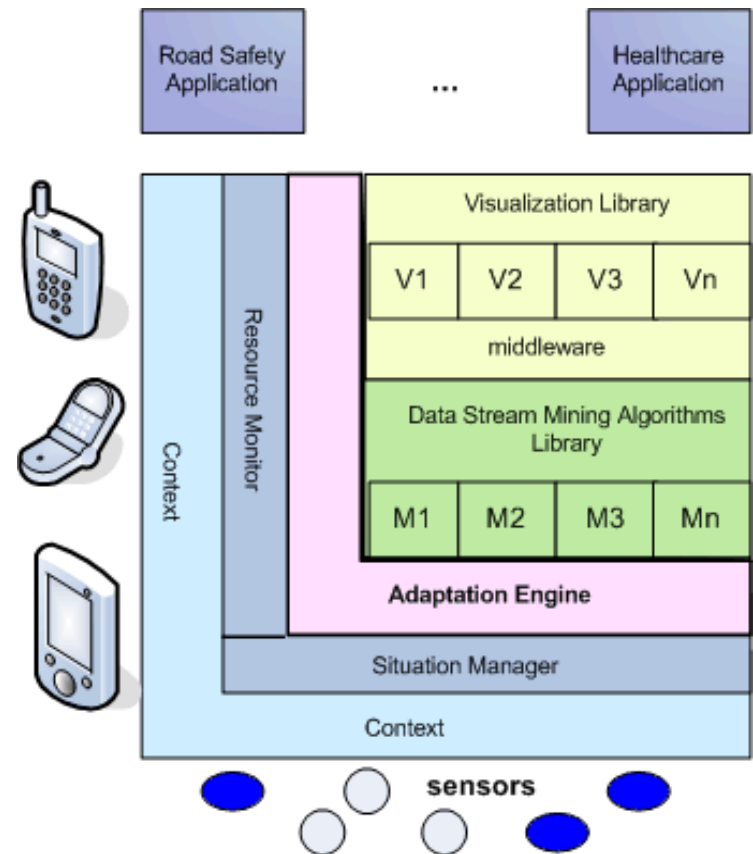 Road Safety
Application
...
Healthcare
Application
Visualization Library
V1 V2 V3 Vn
middleware
Data Stream Mining Algorithms
Library
M1 M2 M3 Mn
Resource Monitor
Context
Adaptation Engine
Situation Manager
Context
sensors